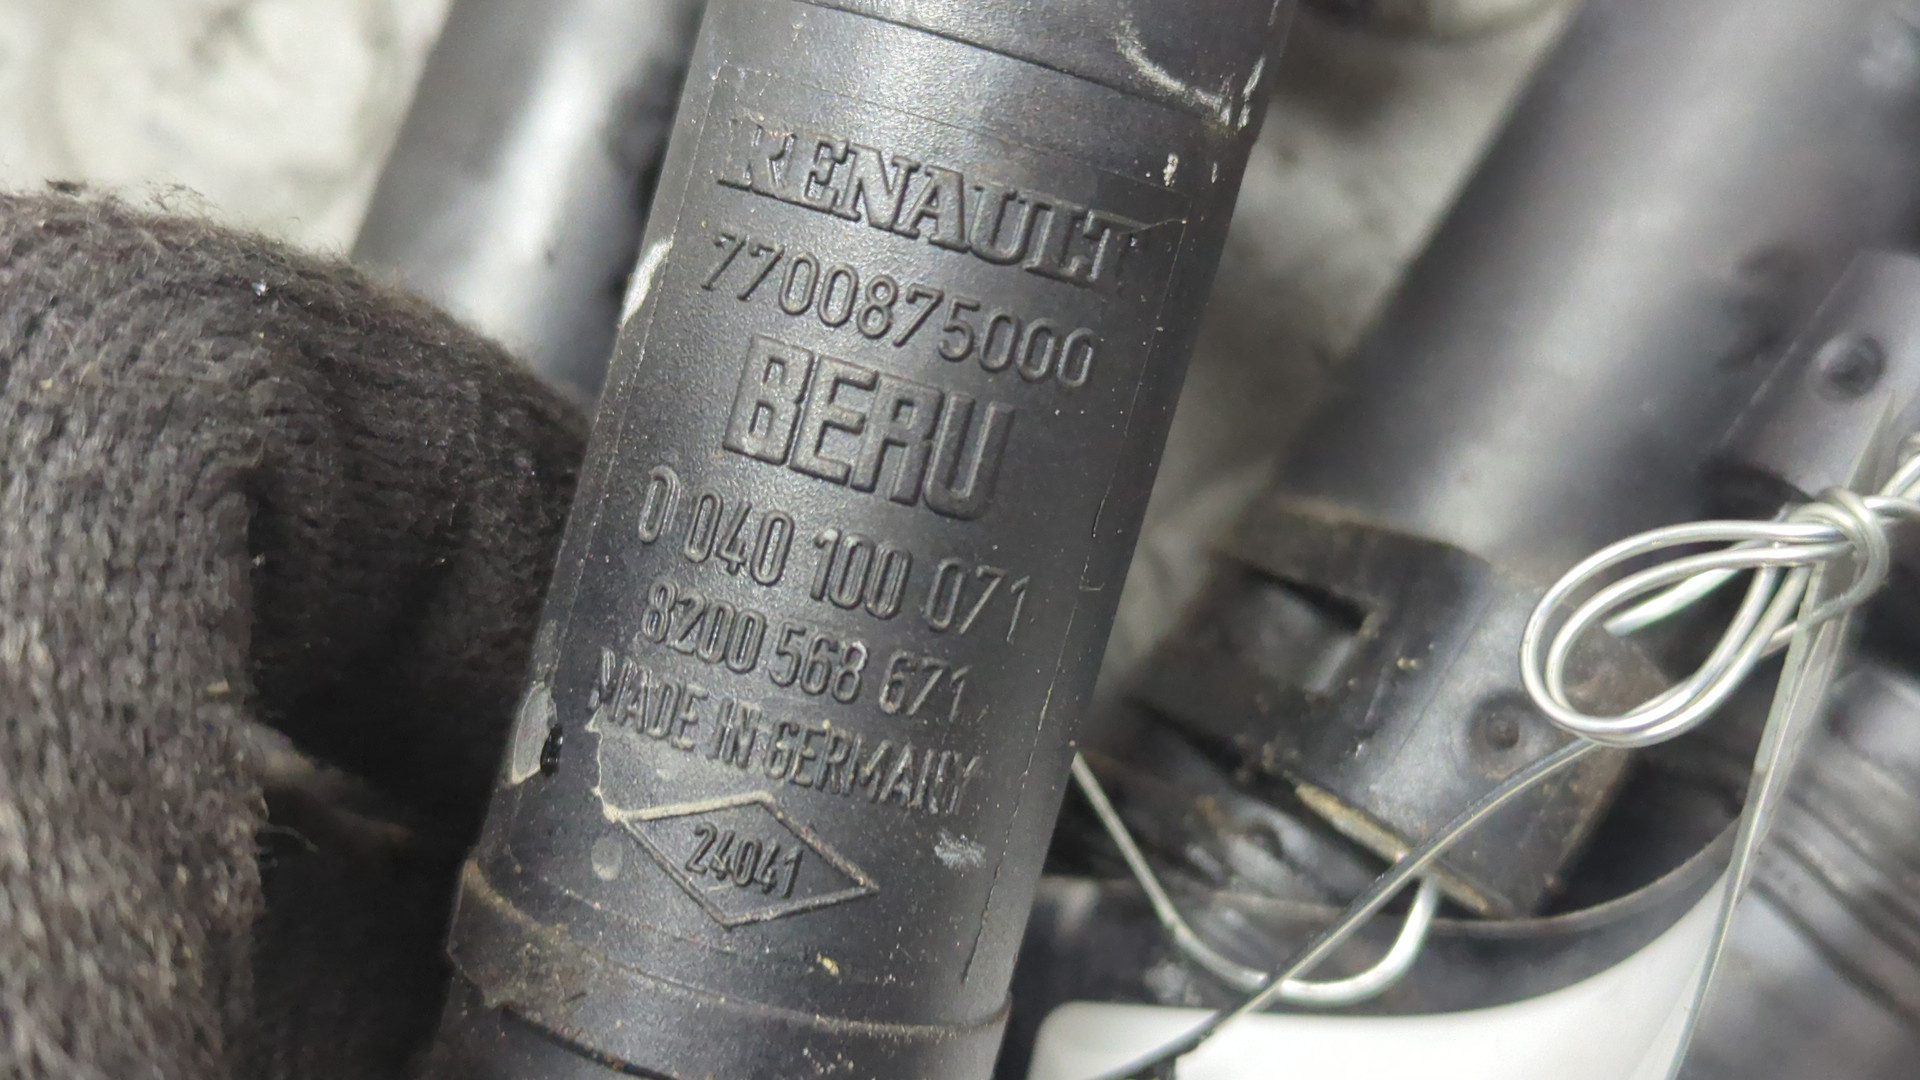 RENAULT
7700875000
BERU
0 040 100 071
8200 568 671
MADE IN GERMANY
24041